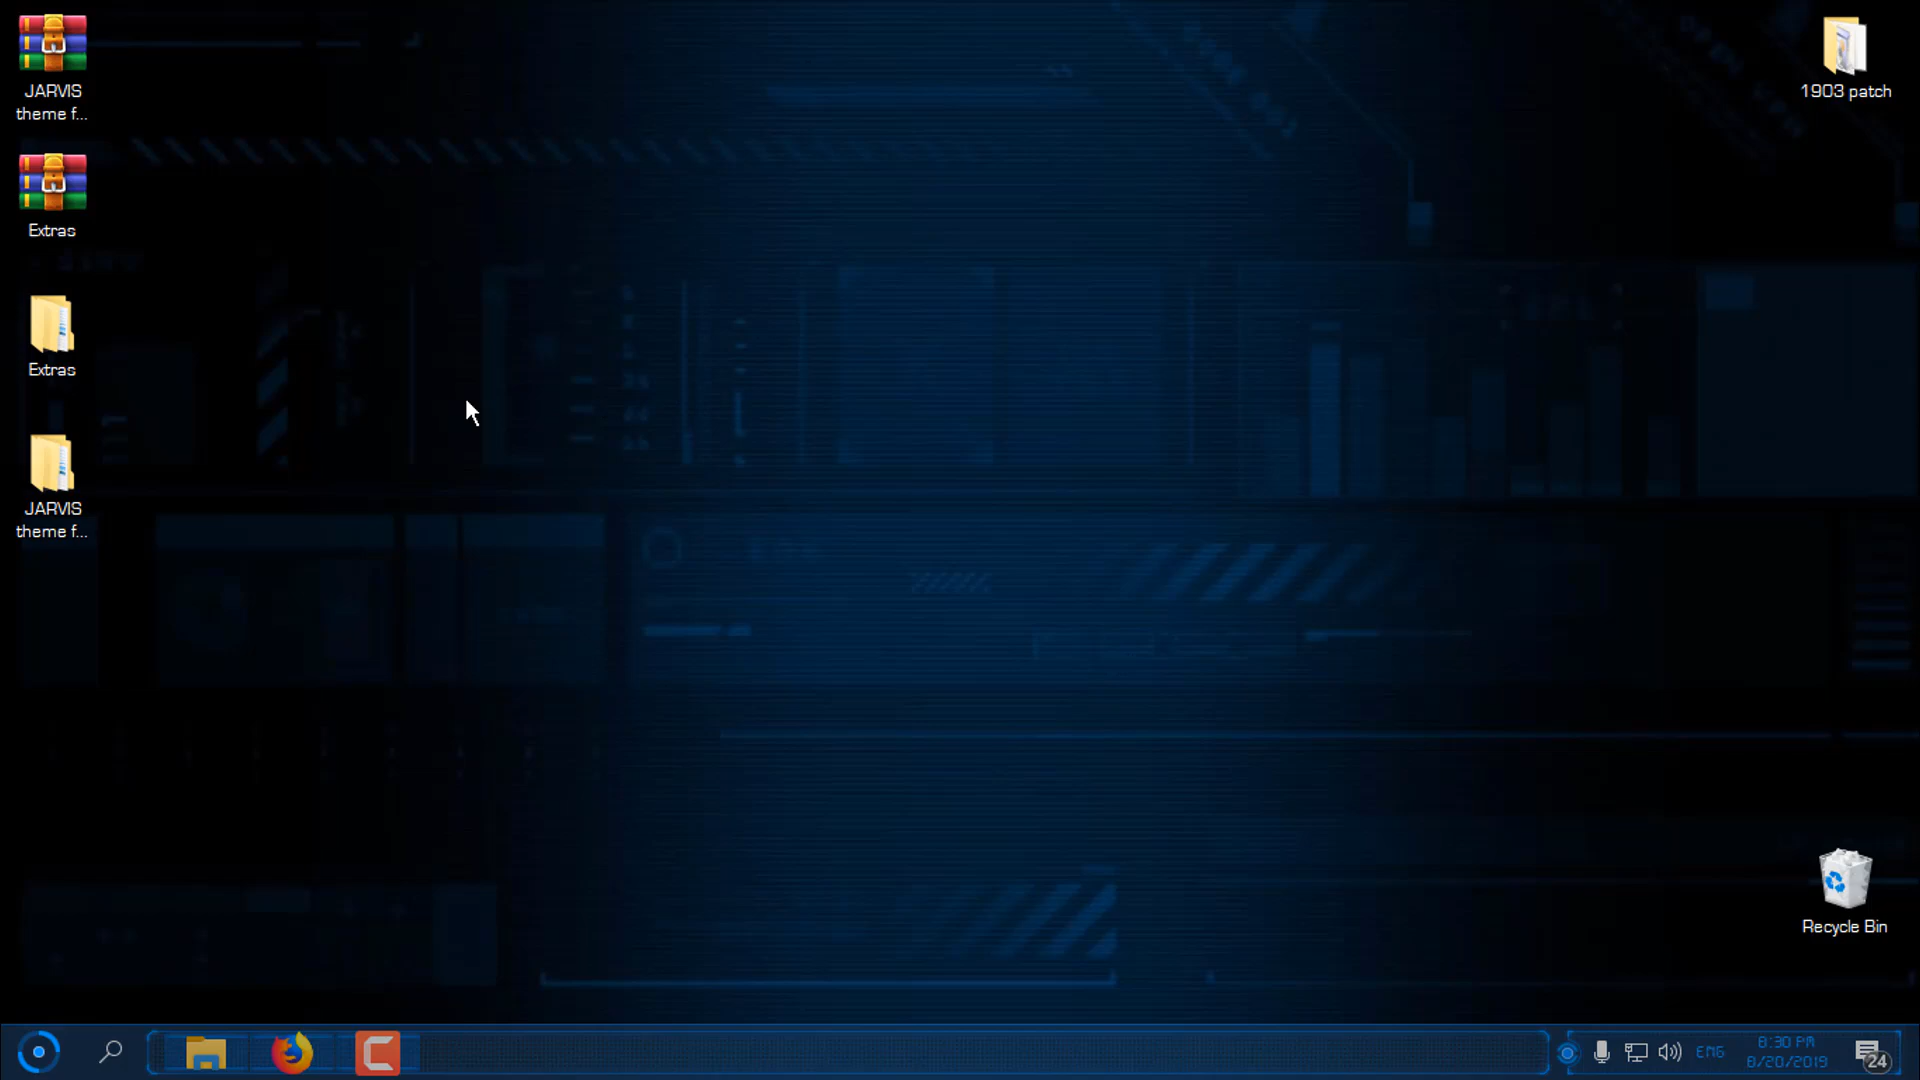 JARVIS
theme f...
Extras
Extras
JARVIS
theme f...
1903 patch
Recycle Bin
ENG
8:30 PM
8/20/2019
24